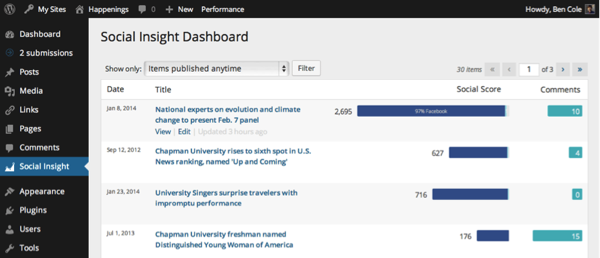 My Sites Happenings 0 + New Performance Howdy, Ben Cole
Dashboard
2 submissions
Posts
Media
Links
Pages
Comments
Social Insight
Appearance
Plugins
Users
Tools
Social Insight Dashboard
Show only: Items published anytime Filter 30 items « ‹ 1 of 3 › »
Date Title Social Score Comments
Jan 8, 2014 National experts on evolution and climate 2,695 97% Facebook 10
change to present Feb. 7 panel
View | Edit | Updated 3 hours ago
Sep 12, 2012 Chapman University rises to sixth spot in U.S. 627 4
News ranking, named 'Up and Coming'
Jan 23, 2014 University Singers surprise travelers with 716 0
impromptu performance
Jul 1, 2013 Chapman University freshman named 176 15
Distinguished Young Woman of America